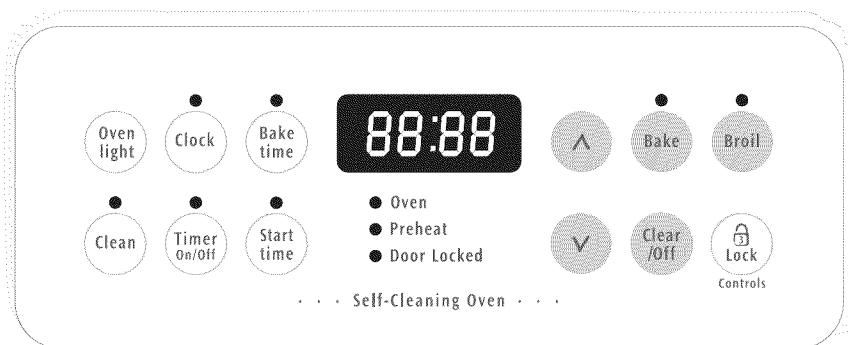 Oven
light
Clock
Bake
time
88:88
∧
Bake
Broil
Clean
Timer
On/Off
Start
time
Oven
Preheat
Door Locked
∨
Clear
/Off
3
Lock
Controls
· · · Self-Cleaning Oven · · ·